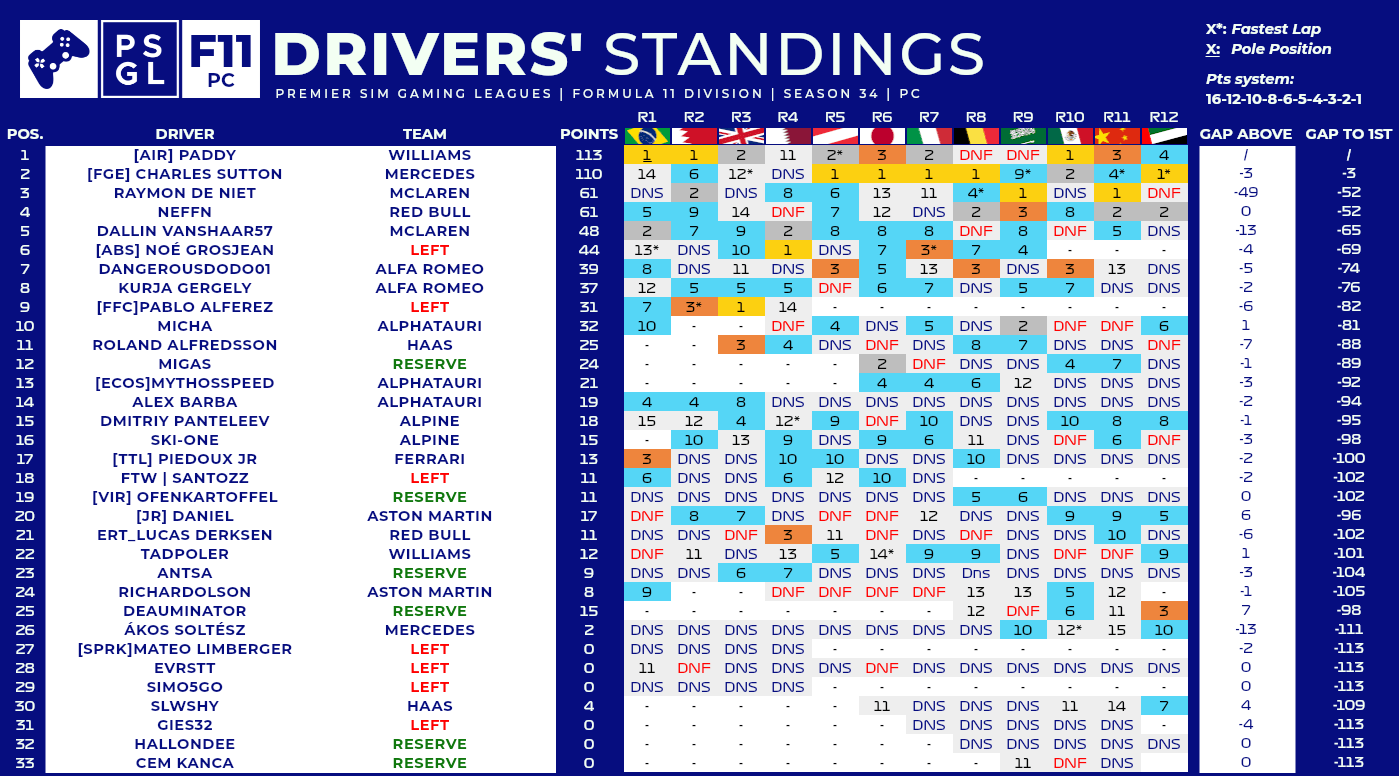 PS
GL
F11
PC
DRIVERS' STANDINGS
PREMIER SIM GAMING LEAGUES | FORMULA 11 DIVISION | SEASON 34 | PC
X*: Fastest Lap
X: Pole Position
Pts system:
16-12-10-8-6-5-4-3-2-1
R1 R2 R3 R4 R5 R6 R7 R8 R9 R10 R11 R12
POS. DRIVER TEAM POINTS GAP ABOVE GAP TO 1ST
1 [AIR] PADDY WILLIAMS 113 1 1 2 11 2* 3 2 DNF DNF 1 3 4 / /
2 [FGE] CHARLES SUTTON MERCEDES 110 14 6 12* DNS 1 1 1 1 9* 2 4* 1* -3 -3
3 RAYMON DE NIET MCLAREN 61 DNS 2 DNS 8 6 13 11 4* 1 DNS 1 DNF -49 -52
4 NEFFN RED BULL 61 5 9 14 DNF 7 12 DNS 2 3 8 2 2 0 -52
5 DALLIN VANSHAAR57 MCLAREN 48 2 7 9 2 8 8 8 DNF 8 DNF 5 DNS -13 -65
6 [ABS] NOÉ GROSJEAN LEFT 44 13* DNS 10 1 DNS 7 3* 7 4 - - - -4 -69
7 DANGEROUSDODO01 ALFA ROMEO 39 8 DNS 11 DNS 3 5 13 3 DNS 3 13 DNS -5 -74
8 KURJA GERGELY ALFA ROMEO 37 12 5 5 5 DNF 6 7 DNS 5 7 DNS DNS -2 -76
9 [FFC]PABLO ALFEREZ LEFT 31 7 3* 1 14 - - - - - - - - -6 -82
10 MICHA ALPHATAURI 32 10 - - DNF 4 DNS 5 DNS 2 DNF DNF 6 1 -81
11 ROLAND ALFREDSSON HAAS 25 - - 3 4 DNS DNF DNS 8 7 DNS DNS DNF -7 -88
12 MIGAS RESERVE 24 - - - - - 2 DNF DNS DNS 4 7 DNS -1 -89
13 [ECOS]MYTHOSSPEED ALPHATAURI 21 - - - - - 4 4 6 12 DNS DNS DNS -3 -92
14 ALEX BARBA ALPHATAURI 19 4 4 8 DNS DNS DNS DNS DNS DNS DNS DNS DNS -2 -94
15 DMITRIY PANTELEEV ALPINE 18 15 12 4 12* 9 DNF 10 DNS DNS 10 8 8 -1 -95
16 SKI-ONE ALPINE 15 - 10 13 9 DNS 9 6 11 DNS DNF 6 DNF -3 -98
17 [TTL] PIEDOUX JR FERRARI 13 3 DNS DNS 10 10 DNS DNS 10 DNS DNS DNS DNS -2 -100
18 FTW | SANTOZZ LEFT 11 6 DNS DNS 6 12 10 DNS - - - - - -2 -102
19 [VIR] OFENKARTOFFEL RESERVE 11 DNS DNS DNS DNS DNS DNS DNS 5 6 DNS DNS DNS 0 -102
20 [JR] DANIEL ASTON MARTIN 17 DNF 8 7 DNS DNF DNF 12 DNS DNS 9 9 5 6 -96
21 ERT_LUCAS DERKSEN RED BULL 11 DNS DNS DNF 3 11 DNF DNS DNF DNS DNS 10 DNS -6 -102
22 TADPOLER WILLIAMS 12 DNF 11 DNS 13 5 14* 9 9 DNS DNF DNF 9 1 -101
23 ANTSA RESERVE 9 DNS DNS 6 7 DNS DNS DNS Dns DNS DNS DNS DNS -3 -104
24 RICHARDOLSON ASTON MARTIN 8 9 - - DNF DNF DNF DNF 13 13 5 12 - -1 -105
25 DEAUMINATOR RESERVE 15 - - - - - - - 12 DNF 6 11 3 7 -98
26 ÁKOS SOLTÉSZ MERCEDES 2 DNS DNS DNS DNS DNS DNS DNS DNS 10 12* 15 10 -13 -111
27 [SPRK]MATEO LIMBERGER LEFT 0 DNS DNS DNS DNS - - - - - - - - -2 -113
28 EVRSTT LEFT 0 11 DNF DNS DNS DNS DNF DNS DNS DNS DNS DNS DNS 0 -113
29 SIMO5GO LEFT 0 DNS DNS DNS DNS - - - - - - - - 0 -113
30 SLWSHY HAAS 4 - - - - - 11 DNS DNS DNS 11 14 7 4 -109
31 GIES32 LEFT 0 - - - - - - DNS DNS DNS DNS DNS - -4 -113
32 HALLONDEE RESERVE 0 - - - - - - - DNS DNS DNS DNS DNS 0 -113
33 CEM KANCA RESERVE 0 - - - - - - - - 11 DNF DNS 0 -113